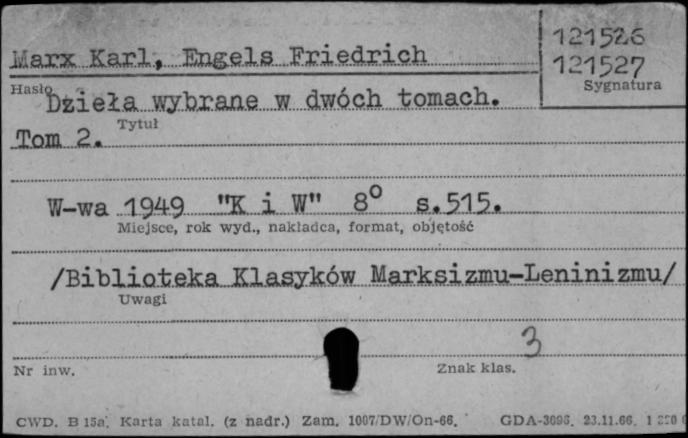 121526
Marx Karl, Engels Friedrich
121527
Hasło
Sygnatura
Dzieła wybrane w dwóch tomach.
Tytuł
Tom 2.
W-wa 1949 "K i W" 8° s.515.
Miejsce, rok wyd., nakładca, format, objętość
/Biblioteka Klasyków Marksizmu-Leninizmu/
Uwagi
3
Nr inw.
Znak klas.
CWD. B 15a. Karta katal. (z nadr.) Zam. 1007/DW/On-66. GDA-3096. 23.11.66.